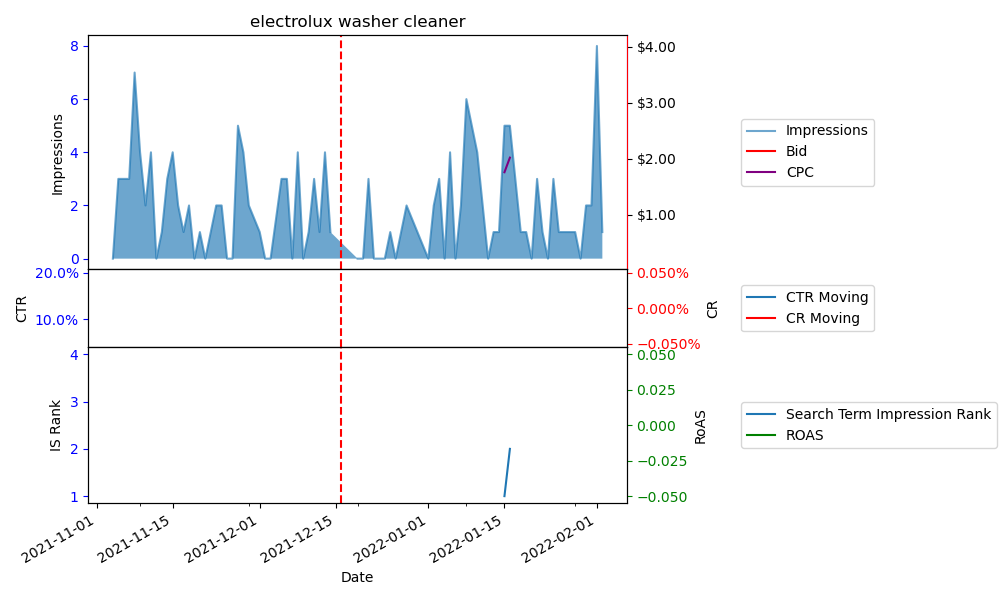 electrolux washer cleaner
8
6
4
2
0
Impressions
$4.00
$3.00
$2.00
$1.00
Impressions
Bid
CPC
20.0%
10.0%
CTR
0.050%
0.000%
−0.050%
CR
CTR Moving
CR Moving
4
3
2
1
IS Rank
0.050
0.025
0.000
−0.025
−0.050
RoAS
Search Term Impression Rank
ROAS
2021-11-01
2021-11-15
2021-12-01
2021-12-15
2022-01-01
2022-01-15
2022-02-01
Date